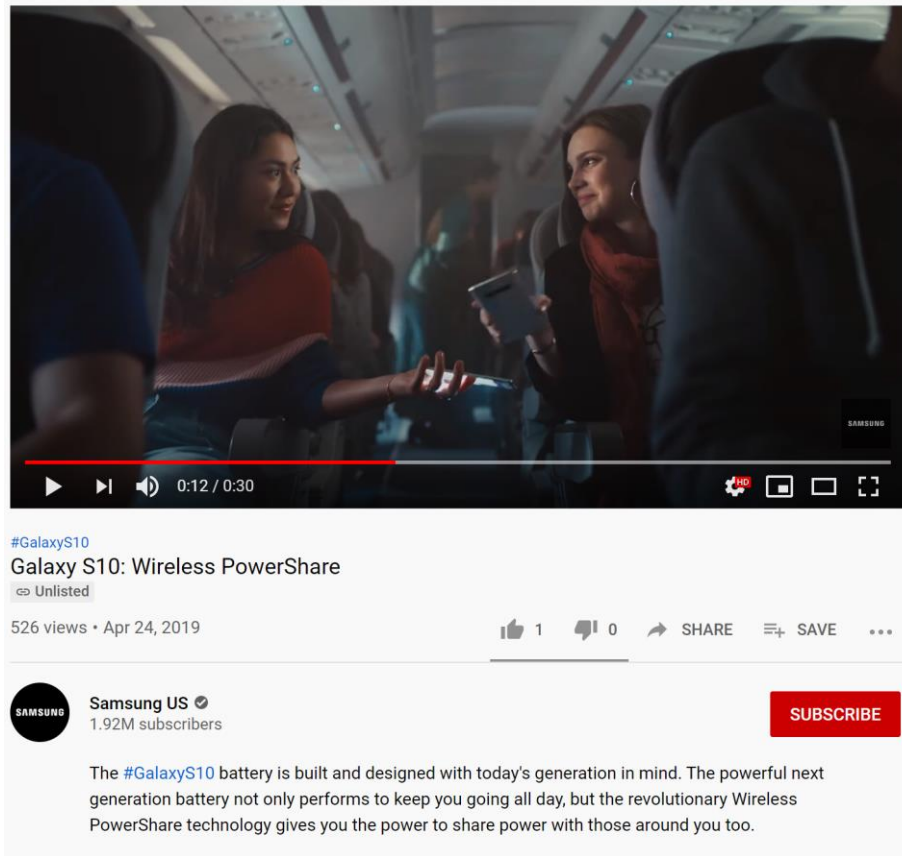 SAMSUNG
0:12 / 0:30
HD
#GalaxyS10
Galaxy S10: Wireless PowerShare
Unlisted
526 views • Apr 24, 2019
1
0
SHARE
SAVE
SAMSUNG
Samsung US
1.92M subscribers
SUBSCRIBE
The #GalaxyS10 battery is built and designed with today's generation in mind. The powerful next
generation battery not only performs to keep you going all day, but the revolutionary Wireless
PowerShare technology gives you the power to share power with those around you too.